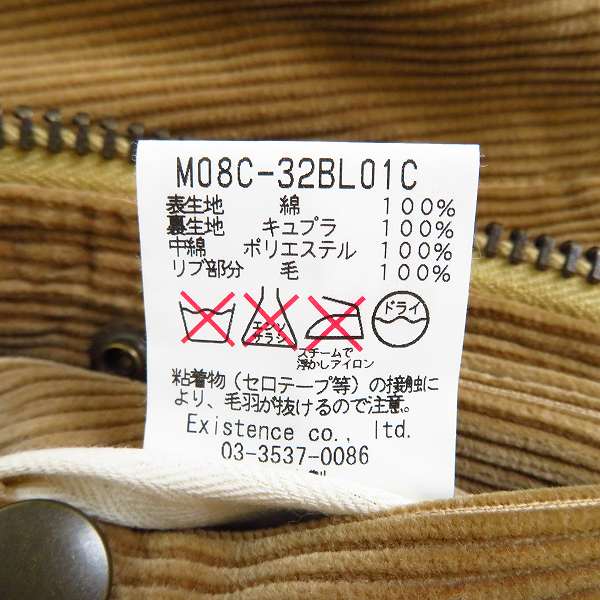 M08C-32BL01C
表生地 綿 100%
裏生地 キュプラ 100%
中綿 ポリエステル 100%
リブ部分 毛 100%
エンソ
サラシ
ドライ
スチームで
浮かしアイロン
粘着物（セロテープ等）の接触に
より、毛羽が抜けるので注意。
Existence co., ltd.
03-3537-0086